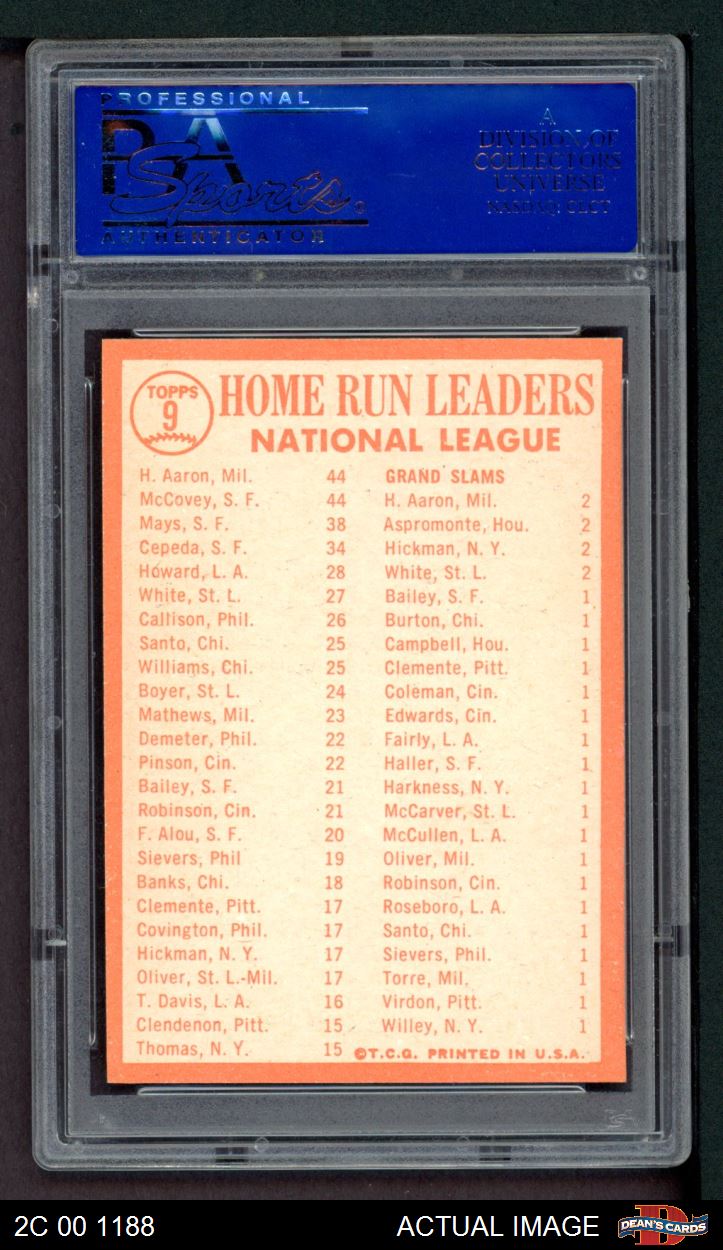 PROFESSIONAL
PSA
Sports®
AUTHENTICATOR
A
DIVISION OF
COLLECTORS
UNIVERSE
NASDAQ: CLCT
TOPPS
9
HOME RUN LEADERS
NATIONAL LEAGUE
H. Aaron, Mil. 44
McCovey, S. F. 44
Mays, S. F. 38
Cepeda, S. F. 34
Howard, L. A. 28
White, St. L. 27
Callison, Phil. 26
Santo, Chi. 25
Williams, Chi. 25
Boyer, St. L. 24
Mathews, Mil. 23
Demeter, Phil. 22
Pinson, Cin. 22
Bailey, S. F. 21
Robinson, Cin. 21
F. Alou, S. F. 20
Sievers, Phil 19
Banks, Chi. 18
Clemente, Pitt. 17
Covington, Phil. 17
Hickman, N. Y. 17
Oliver, St. L.-Mil. 17
T. Davis, L. A. 16
Clendenon, Pitt. 15
Thomas, N. Y. 15
GRAND SLAMS
H. Aaron, Mil. 2
Aspromonte, Hou. 2
Hickman, N. Y. 2
White, St. L. 2
Bailey, S. F. 1
Burton, Chi. 1
Campbell, Hou. 1
Clemente, Pitt. 1
Coleman, Cin. 1
Edwards, Cin. 1
Fairly, L. A. 1
Haller, S. F. 1
Harkness, N. Y. 1
McCarver, St. L. 1
McCullen, L. A. 1
Oliver, Mil. 1
Robinson, Cin. 1
Roseboro, L. A. 1
Santo, Chi. 1
Sievers, Phil. 1
Torre, Mil. 1
Virdon, Pitt. 1
Willey, N. Y. 1
©T.C.G. PRINTED IN U.S.A.
2C 00 1188
ACTUAL IMAGE
DEAN'S CARDS